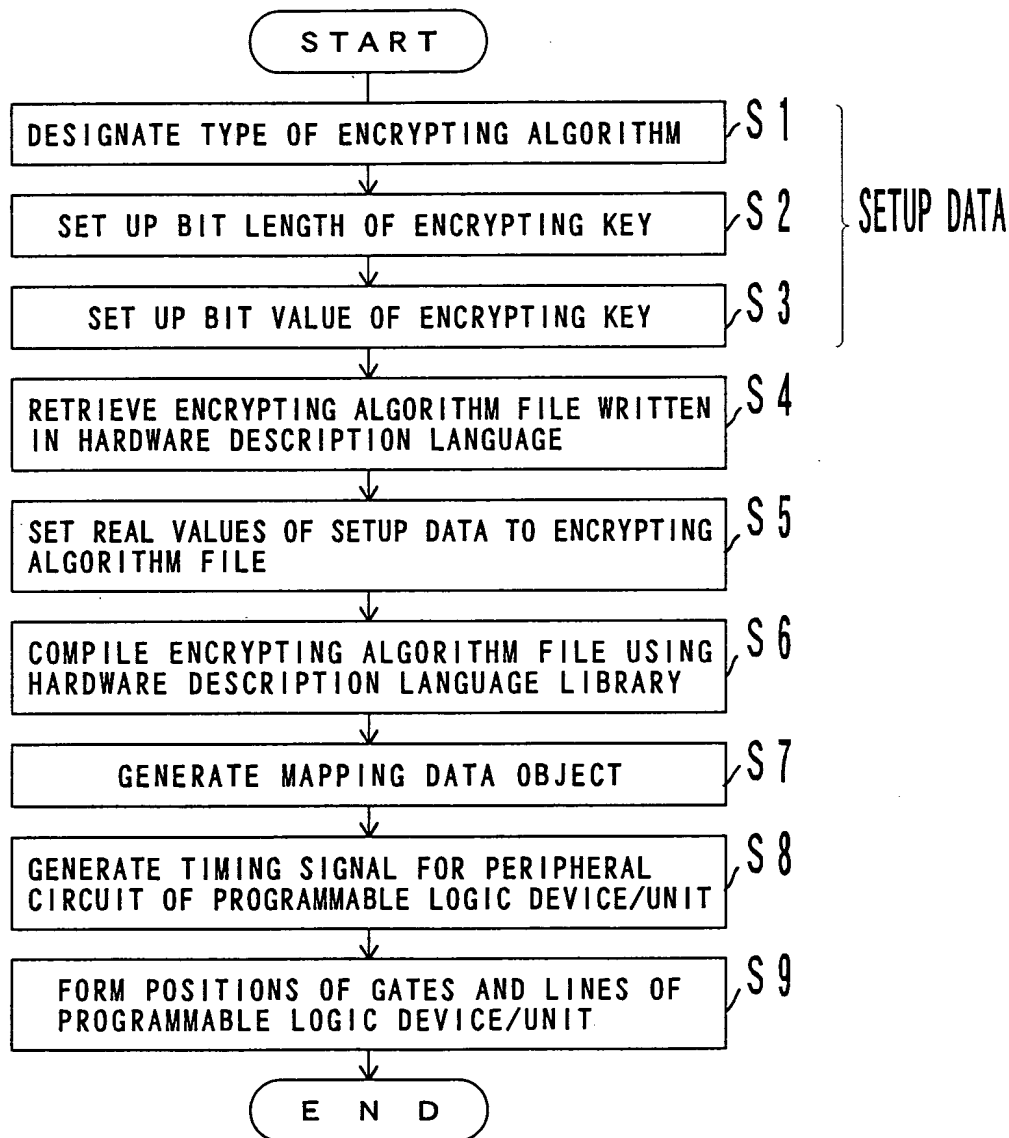 START
DESIGNATE TYPE OF ENCRYPTING ALGORITHM
S1
SET UP BIT LENGTH OF ENCRYPTING KEY
S2
SETUP DATA
SET UP BIT VALUE OF ENCRYPTING KEY
S3
RETRIEVE ENCRYPTING ALGORITHM FILE WRITTEN
IN HARDWARE DESCRIPTION LANGUAGE
S4
SET REAL VALUES OF SETUP DATA TO ENCRYPTING
ALGORITHM FILE
S5
COMPILE ENCRYPTING ALGORITHM FILE USING
HARDWARE DESCRIPTION LANGUAGE LIBRARY
S6
GENERATE MAPPING DATA OBJECT
S7
GENERATE TIMING SIGNAL FOR PERIPHERAL
CIRCUIT OF PROGRAMMABLE LOGIC DEVICE/UNIT
S8
FORM POSITIONS OF GATES AND LINES OF
PROGRAMMABLE LOGIC DEVICE/UNIT
S9
END